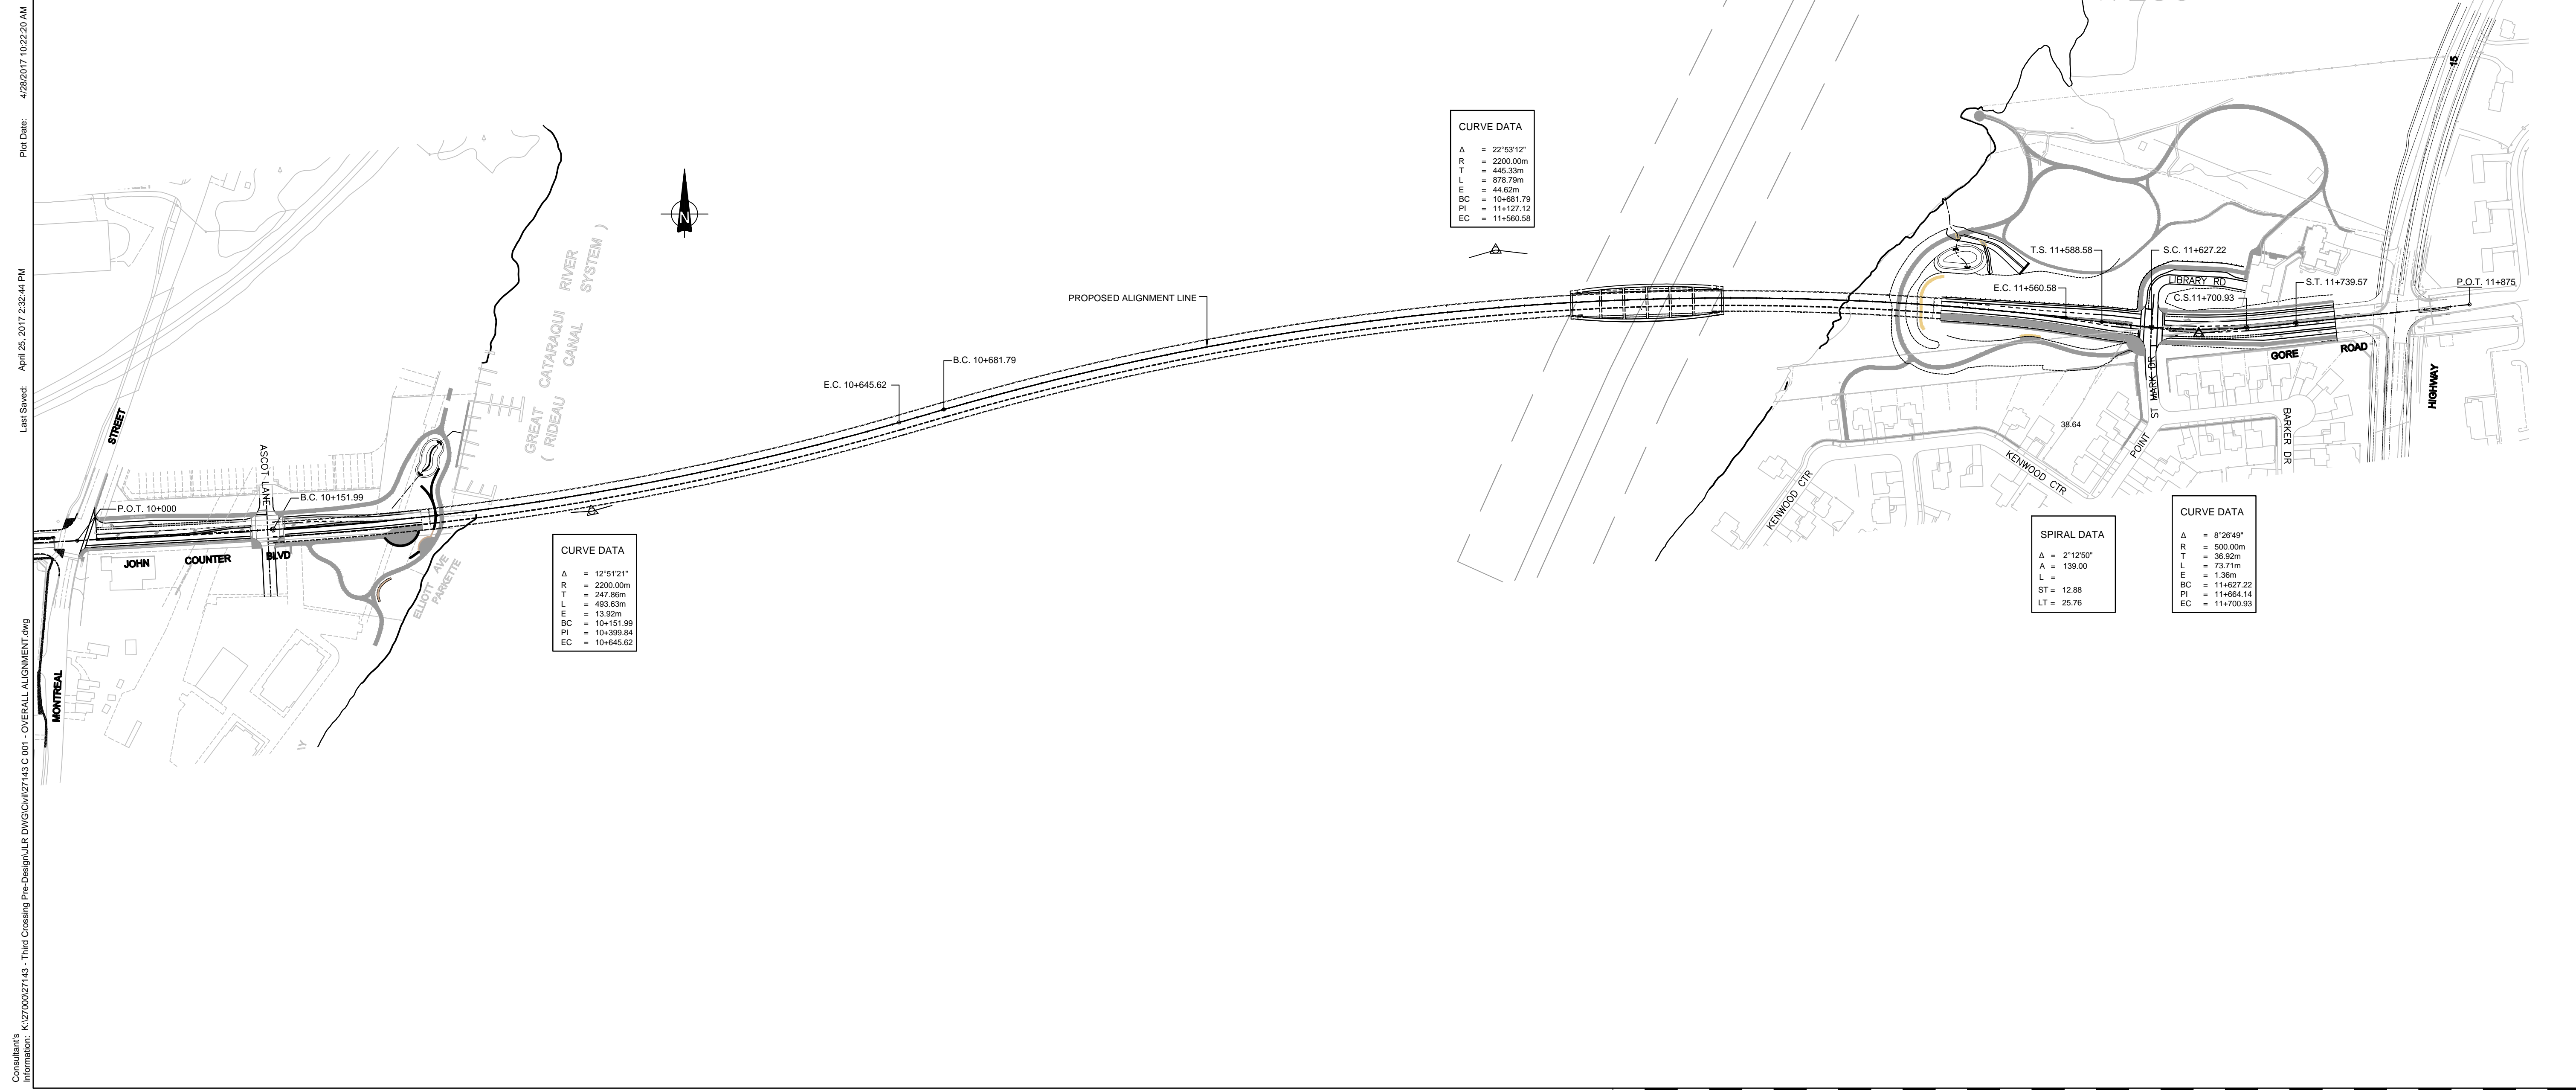 Consultant's
Information: K:\27000\27143 - Third Crossing Pre-Design\JLR DWG\Civil\27143 C 001 - OVERALL ALIGNMENT.dwg
Last Saved: April 25, 2017 2:32:44 PM
Plot Date: 4/28/2017 10:22:20 AM
STREET
MONTREAL
P.O.T. 10+000
JOHN COUNTER BLVD
ASCOT LANE
B.C. 10+151.99
ELLIOTT AVE
PARKETTE
GREAT CATARAQUI RIVER
( RIDEAU CANAL SYSTEM )
N
CURVE DATA
Δ = 12°51'21"
R = 2200.00m
T = 247.86m
L = 493.63m
E = 13.92m
BC = 10+151.99
PI = 10+399.84
EC = 10+645.62
E.C. 10+645.62
B.C. 10+681.79
PROPOSED ALIGNMENT LINE
CURVE DATA
Δ = 22°53'12"
R = 2200.00m
T = 445.33m
L = 878.79m
E = 44.62m
BC = 10+681.79
PI = 11+127.12
EC = 11+560.58
T.S. 11+588.58
S.C. 11+627.22
E.C. 11+560.58
LIBRARY RD
C.S.11+700.93
S.T. 11+739.57
P.O.T. 11+875
15
HIGHWAY
GORE ROAD
ST MARK DR
BARKER DR
POINT
38.64
KENWOOD CTR
KENWOOD CTR
SPIRAL DATA
Δ = 2°12'50"
A = 139.00
L =
ST = 12.88
LT = 25.76
CURVE DATA
Δ = 8°26'49"
R = 500.00m
T = 36.92m
L = 73.71m
E = 1.36m
BC = 11+627.22
PI = 11+664.14
EC = 11+700.93